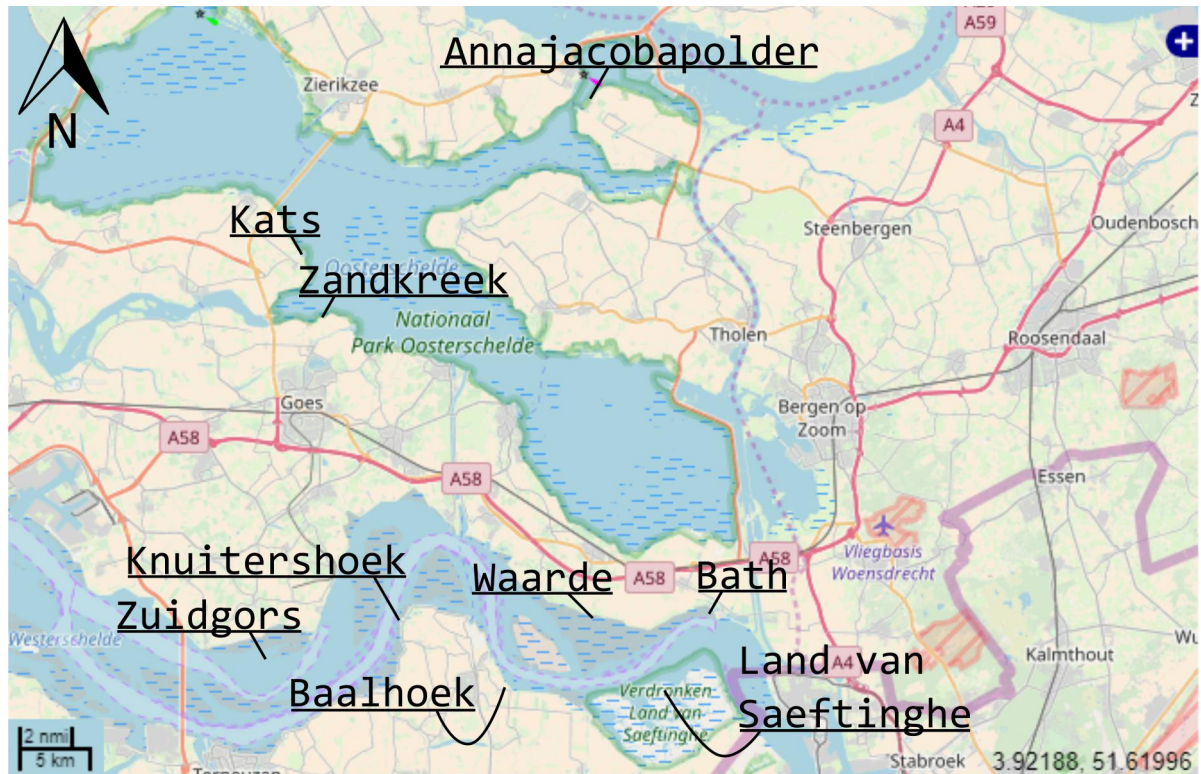 A59
Annajacobapolder
Zierikzee
N
A4
Kats
Steenbergen
Oudenbosch
Oosterschelde
Zandkreek
Nationaal
Park Oosterschelde
Tholen
Roosendaal
Goes
Bergen op
Zoom
A58
A58
Essen
Knuitershoek
Waarde
A58
Bath
A58
Vliegbasis
Woensdrecht
Zuidgors
Westerschelde
Baalhoek
Verdronken
Land van
Saeftinghe
A4
Land van
Saeftinghe
Kalmthout
2 nmi
5 km
Terneuzen
Stabroek
3.92188, 51.61996